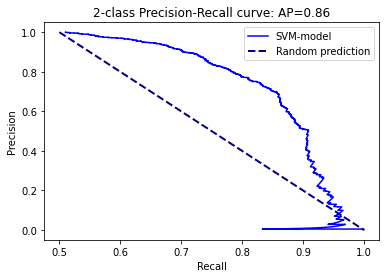 2-class Precision-Recall curve: AP=0.86
SVM-model
Random prediction
Precision
1.0
0.8
0.6
0.4
0.2
0.0
0.5 0.6 0.7 0.8 0.9 1.0
Recall